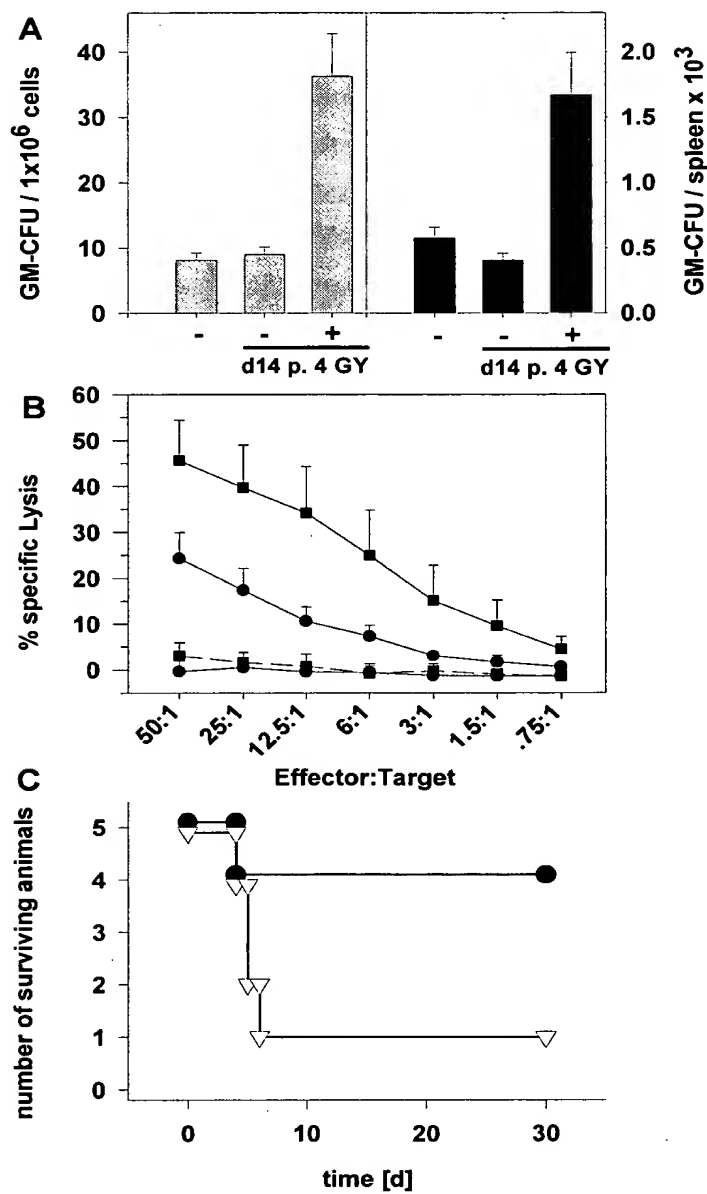 A
GM-CFU / 1x10⁶ cells
40
30
20
10
0
2.0
1.5
1.0
0.5
0.0
GM-CFU / spleen x 10³
- - + - - +
d14 p. 4 GY d14 p. 4 GY
B
% specific Lysis
60
50
40
30
20
10
0
50:1 25:1 12.5:1 6:1 3:1 1.5:1 .75:1
Effector:Target
C
number of surviving animals
5
4
3
2
1
0
0 10 20 30
time [d]